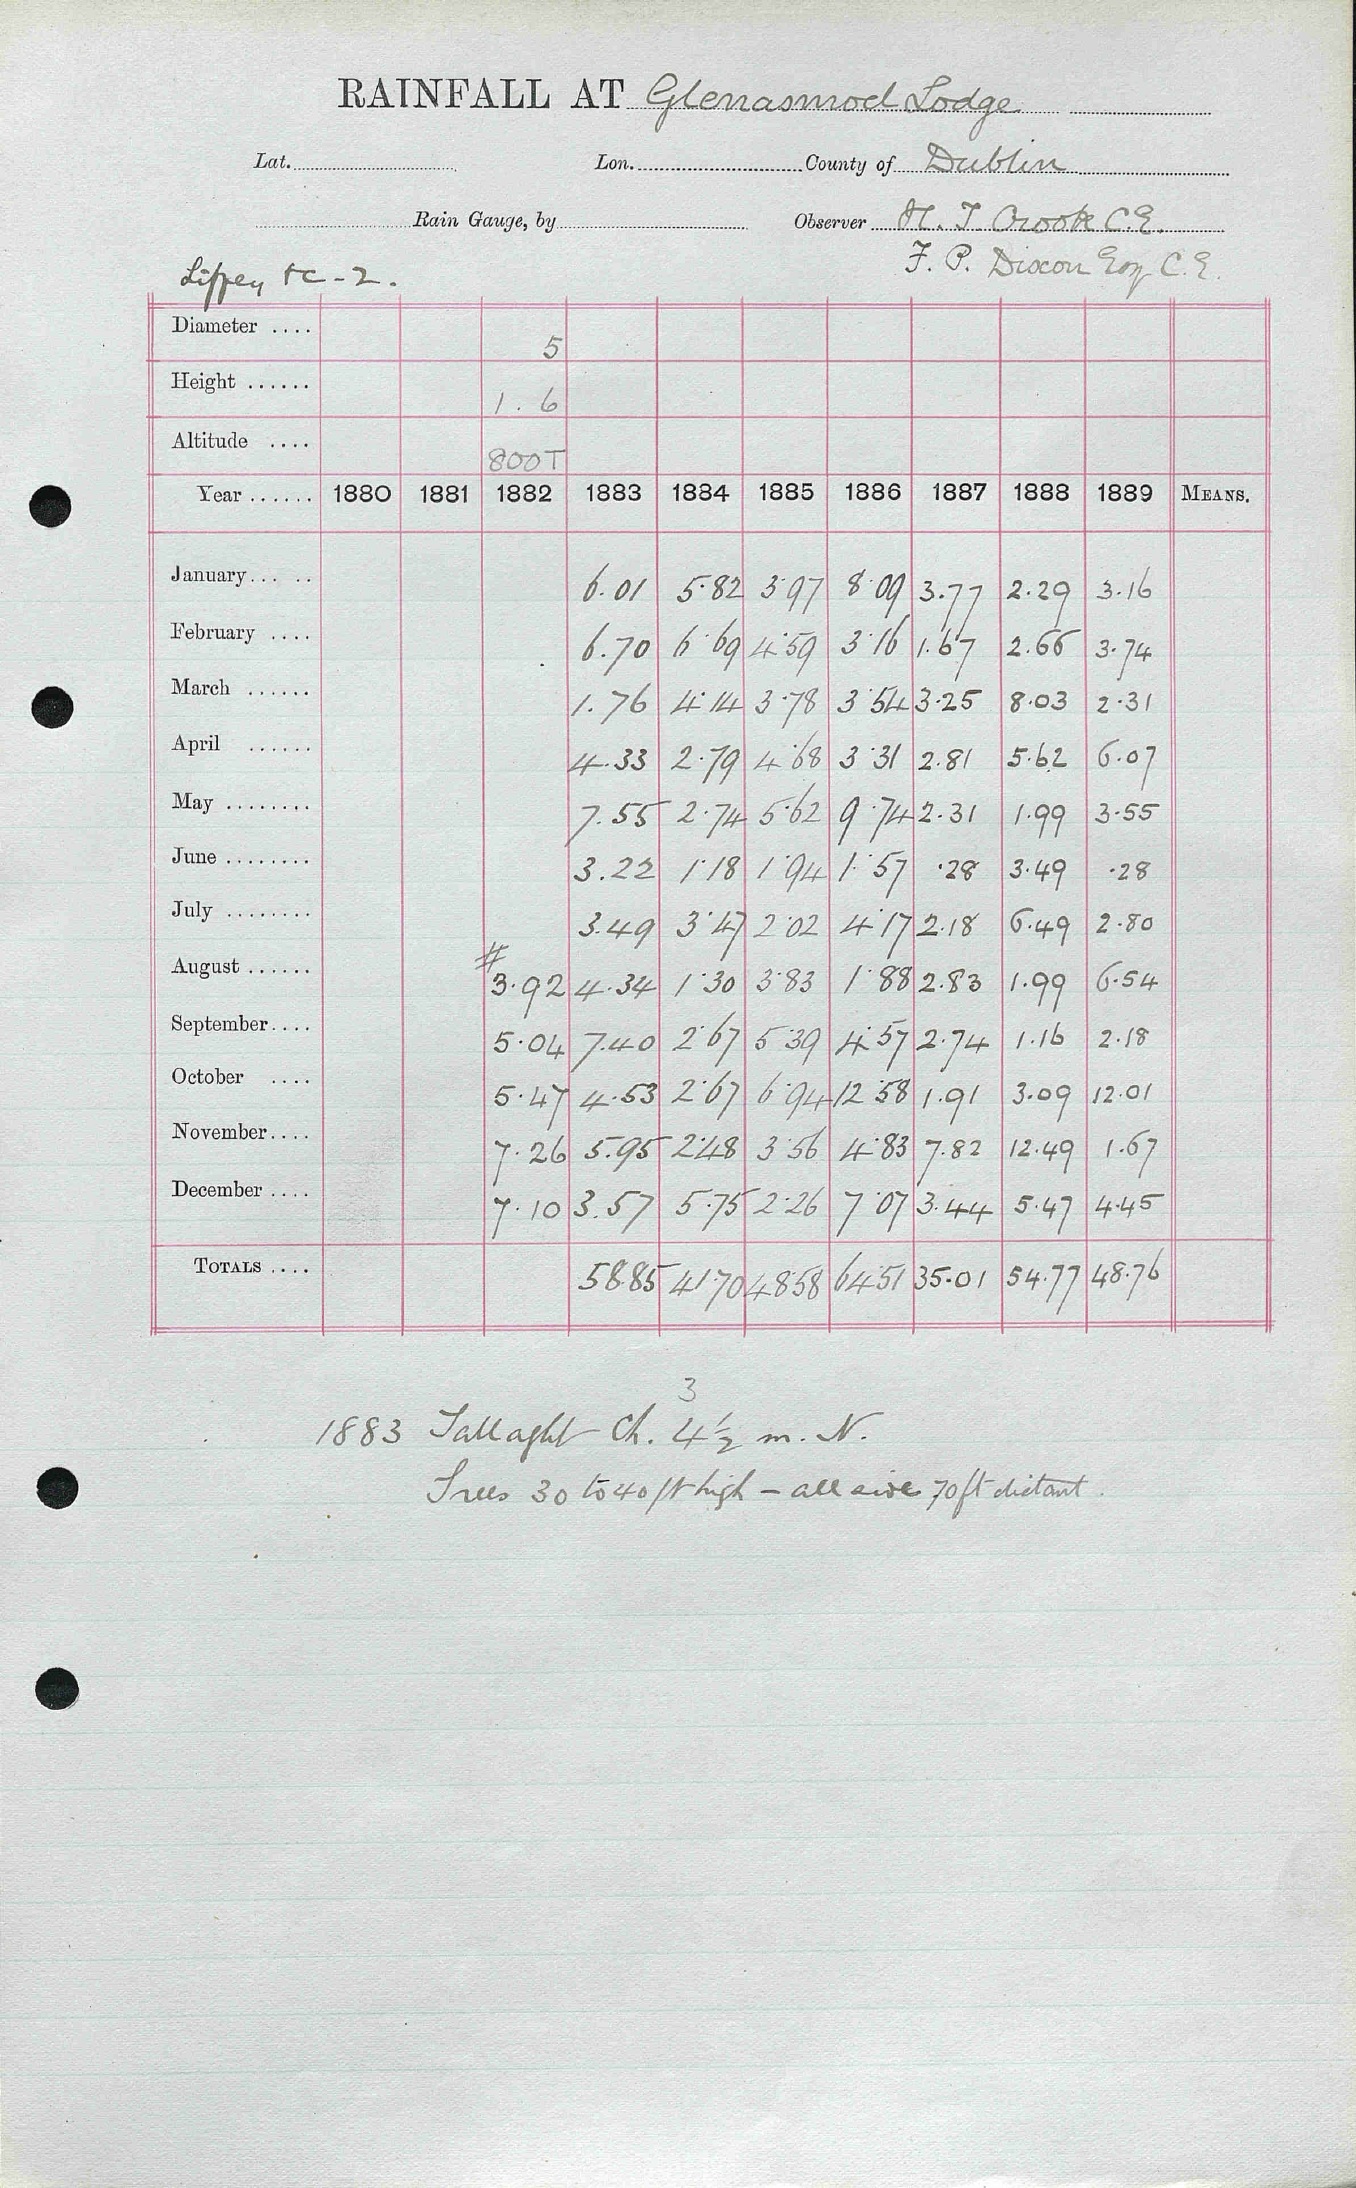 RAINFALL AT Glenasmod Lodge
Lat. Lon. County of Dublin
Rain Gauge, by Observer H. T. Crook C.E.
F. P. Dixon Esq C.E.
Liffey &c - 2.
Diameter .... 5
Height ...... 1. 6
Altitude .... 800T
Year ...... 1880 1881 1882 1883 1884 1885 1886 1887 1888 1889 MEANS.
January... .. 6.01 5.82 3.97 8.09 3.77 2.29 3.16
February .... 6.70 6.69 4.59 3.16 1.67 2.66 3.74
March ...... 1.76 4.14 3.78 3.54 3.25 8.03 2.31
April ...... 4.33 2.79 4.68 3.31 2.81 5.62 6.07
May ........ 7.55 2.74 5.62 9.74 2.31 1.99 3.55
June ........ 3.22 1.18 1.94 1.57 .28 3.49 .28
July ........ 3.49 3.47 2.02 4.17 2.18 6.49 2.80
August ...... # 3.92 4.34 1.30 3.83 1.88 2.83 1.99 6.54
September.... 5.04 7.40 2.67 5.39 4.57 2.74 1.16 2.18
October .... 5.47 4.53 2.67 6.94 12.58 1.91 3.09 12.01
November.... 7.26 5.95 2.48 3.56 4.83 7.82 12.49 1.67
December .... 7.10 3.57 5.75 2.26 7.07 3.44 5.47 4.45
TOTALS .... 58.85 41.70 48.58 64.51 35.01 54.77 48.76
3
1883 Tallaght Ch. 4½ m. N.
Trees 30 to 40 ft high - all 70 ft distant.